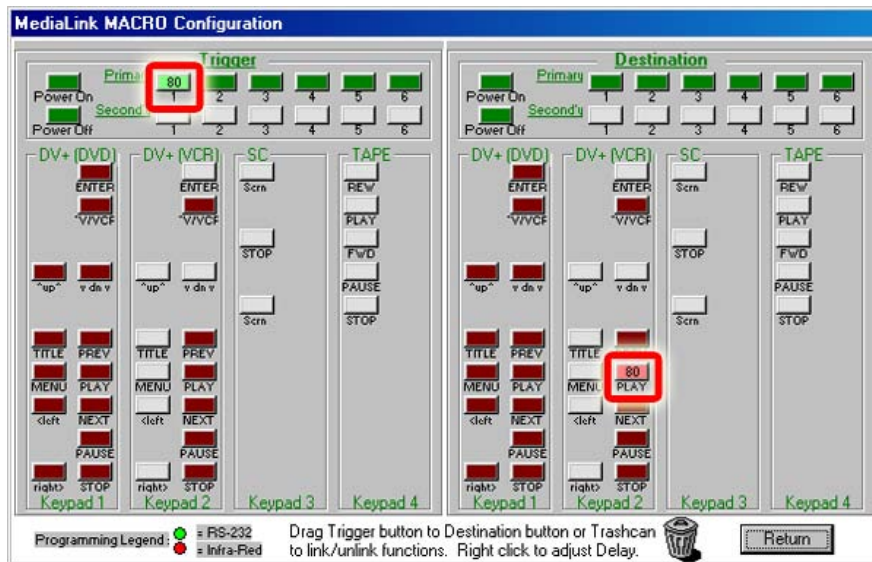 MediaLink MACRO Configuration
Trigger
Destination
Power On
80
1 2 3 4 5 6
Power Off
1 2 3 4 5 6
Primary
Power On
1 2 3 4 5 6
Second'y
Power Off
1 2 3 4 5 6
DV+ (DVD)
DV+ (VCR)
SC
TAPE
DV+ (DVD)
DV+ (VCR)
SC
TAPE
ENTER ENTER Scrn REW
PLAY
STOP FWD
^up^ v dn v ^up^ v dn v PAUSE
Scrn STOP
TITLE PREV TITLE PREV
MENU PLAY MENU PLAY
<left NEXT <left NEXT
PAUSE PAUSE
right> STOP right> STOP
Keypad 1 Keypad 2 Keypad 3 Keypad 4
ENTER ENTER Scrn REW
PLAY
STOP FWD
^up^ v dn v ^up^ v dn v PAUSE
Scrn STOP
TITLE PREV TITLE
80
MENU PLAY MENU PLAY
<left NEXT <left NEXT
PAUSE PAUSE
right> STOP right> STOP
Keypad 1 Keypad 2 Keypad 3 Keypad 4
Programming Legend:
= RS-232
= Infra-Red
Drag Trigger button to Destination button or Trashcan
to link/unlink functions. Right click to adjust Delay.
Return